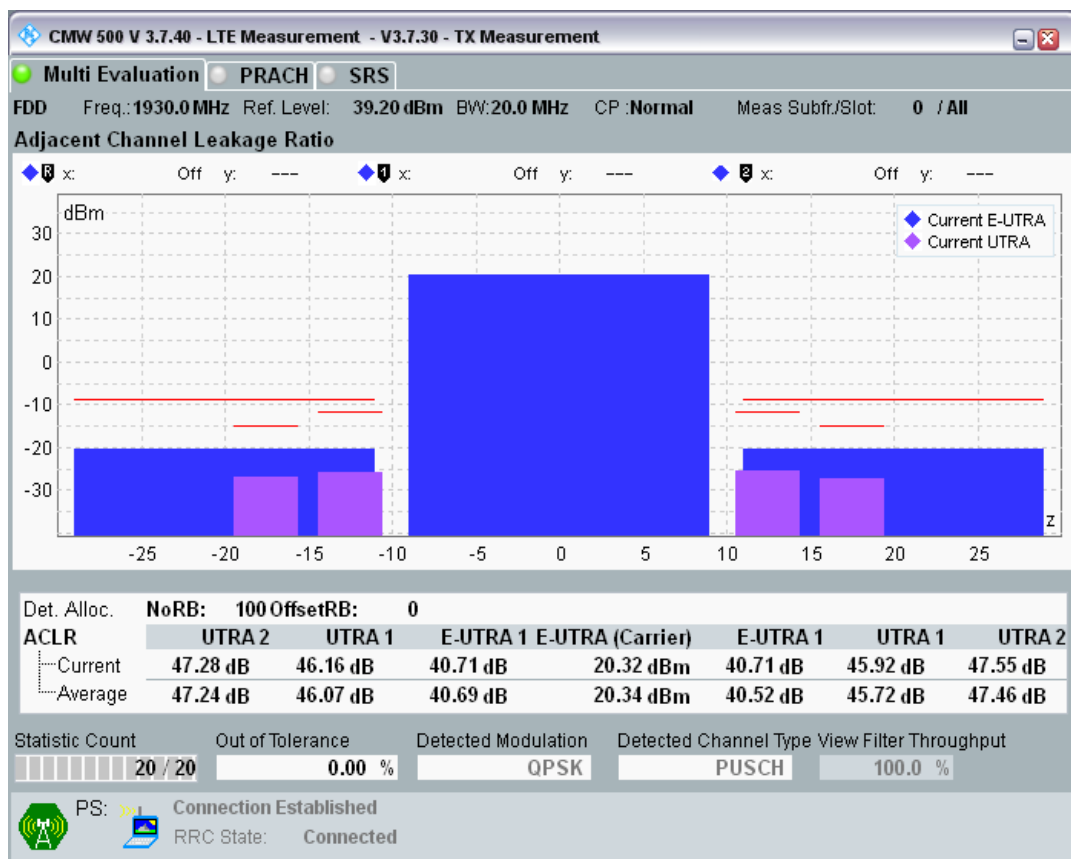 CMW 500 V 3.7.40 - LTE Measurement - V3.7.30 - TX Measurement
Multi Evaluation PRACH SRS
FDD Freq.: 1930.0 MHz Ref. Level: 39.20 dBm BW: 20.0 MHz CP : Normal Meas Subfr./Slot: 0 / All
Adjacent Channel Leakage Ratio
R x: Off y: --- 1 x: Off y: --- 2 x: Off y: ---
dBm
Current E-UTRA
Current UTRA
30
20
10
0
-10
-20
-30
z
-25 -20 -15 -10 -5 0 5 10 15 20 25
Det. Alloc. NoRB: 100 OffsetRB: 0
ACLR UTRA 2 UTRA 1 E-UTRA 1 E-UTRA (Carrier) E-UTRA 1 UTRA 1 UTRA 2
Current 47.28 dB 46.16 dB 40.71 dB 20.32 dBm 40.71 dB 45.92 dB 47.55 dB
Average 47.24 dB 46.07 dB 40.69 dB 20.34 dBm 40.52 dB 45.72 dB 47.46 dB
Statistic Count Out of Tolerance Detected Modulation Detected Channel Type View Filter Throughput
20 / 20 0.00 % QPSK PUSCH 100.0 %
PS: Connection Established
RRC State: Connected